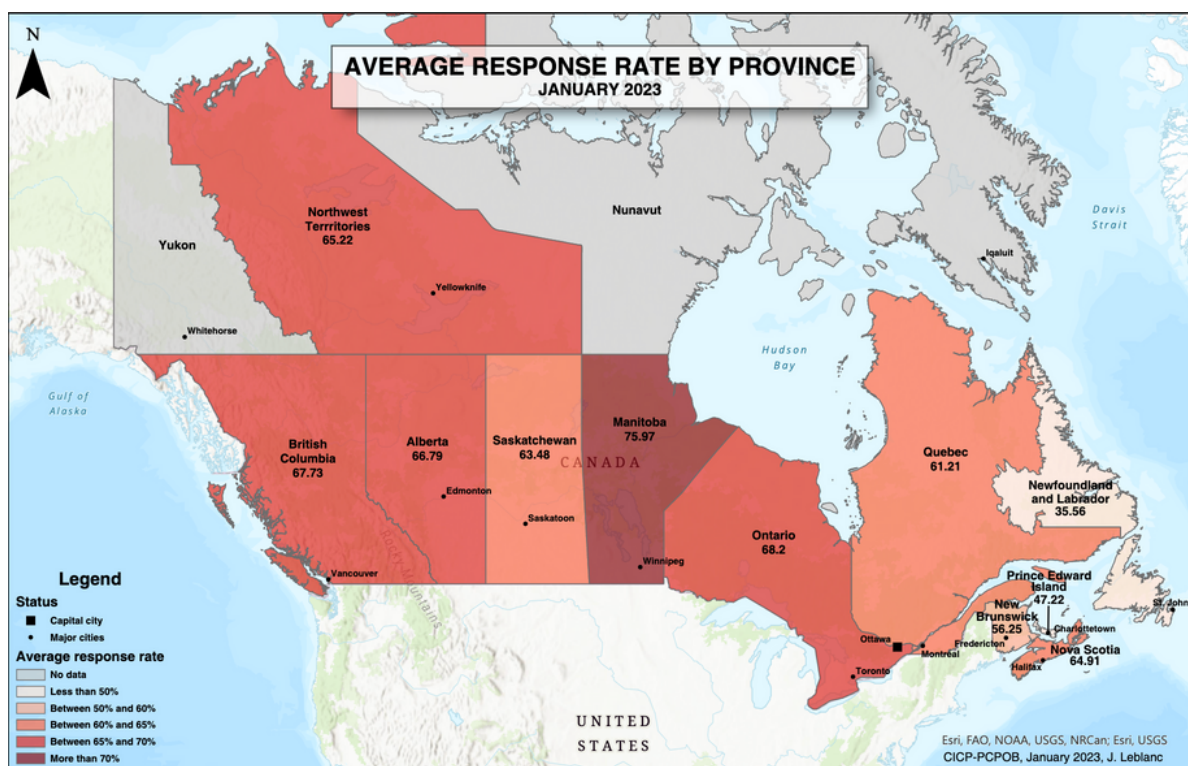 N
AVERAGE RESPONSE RATE BY PROVINCE
JANUARY 2023
Davis
Strait
Northwest
Terrritories
65.22
Nunavut
Yukon
Iqaluit
Yellowknife
Whitehorse
Hudson
Bay
Gulf of
Alaska
British
Columbia
67.73
Alberta
66.79
Saskatchewan
63.48
Manitoba
75.97
CANADA
Quebec
61.21
Newfoundland
and Labrador
35.56
Edmonton
Saskatoon
Ontario
68.2
Winnipeg
Vancouver
Rocky Mountains
Prince Edward
Island
47.22
New
Brunswick
56.25
St. John
Charlottetown
Fredericton
Nova Scotia
64.91
Halifax
Ottawa
Montréal
Toronto
UNITED
STATES
Legend
Status
Capital city
Major cities
Average response rate
No data
Less than 50%
Between 50% and 60%
Between 60% and 65%
Between 65% and 70%
More than 70%
Esri, FAO, NOAA, USGS, NRCan; Esri, USGS
CICP-PCPOB, January 2023, J. Leblanc